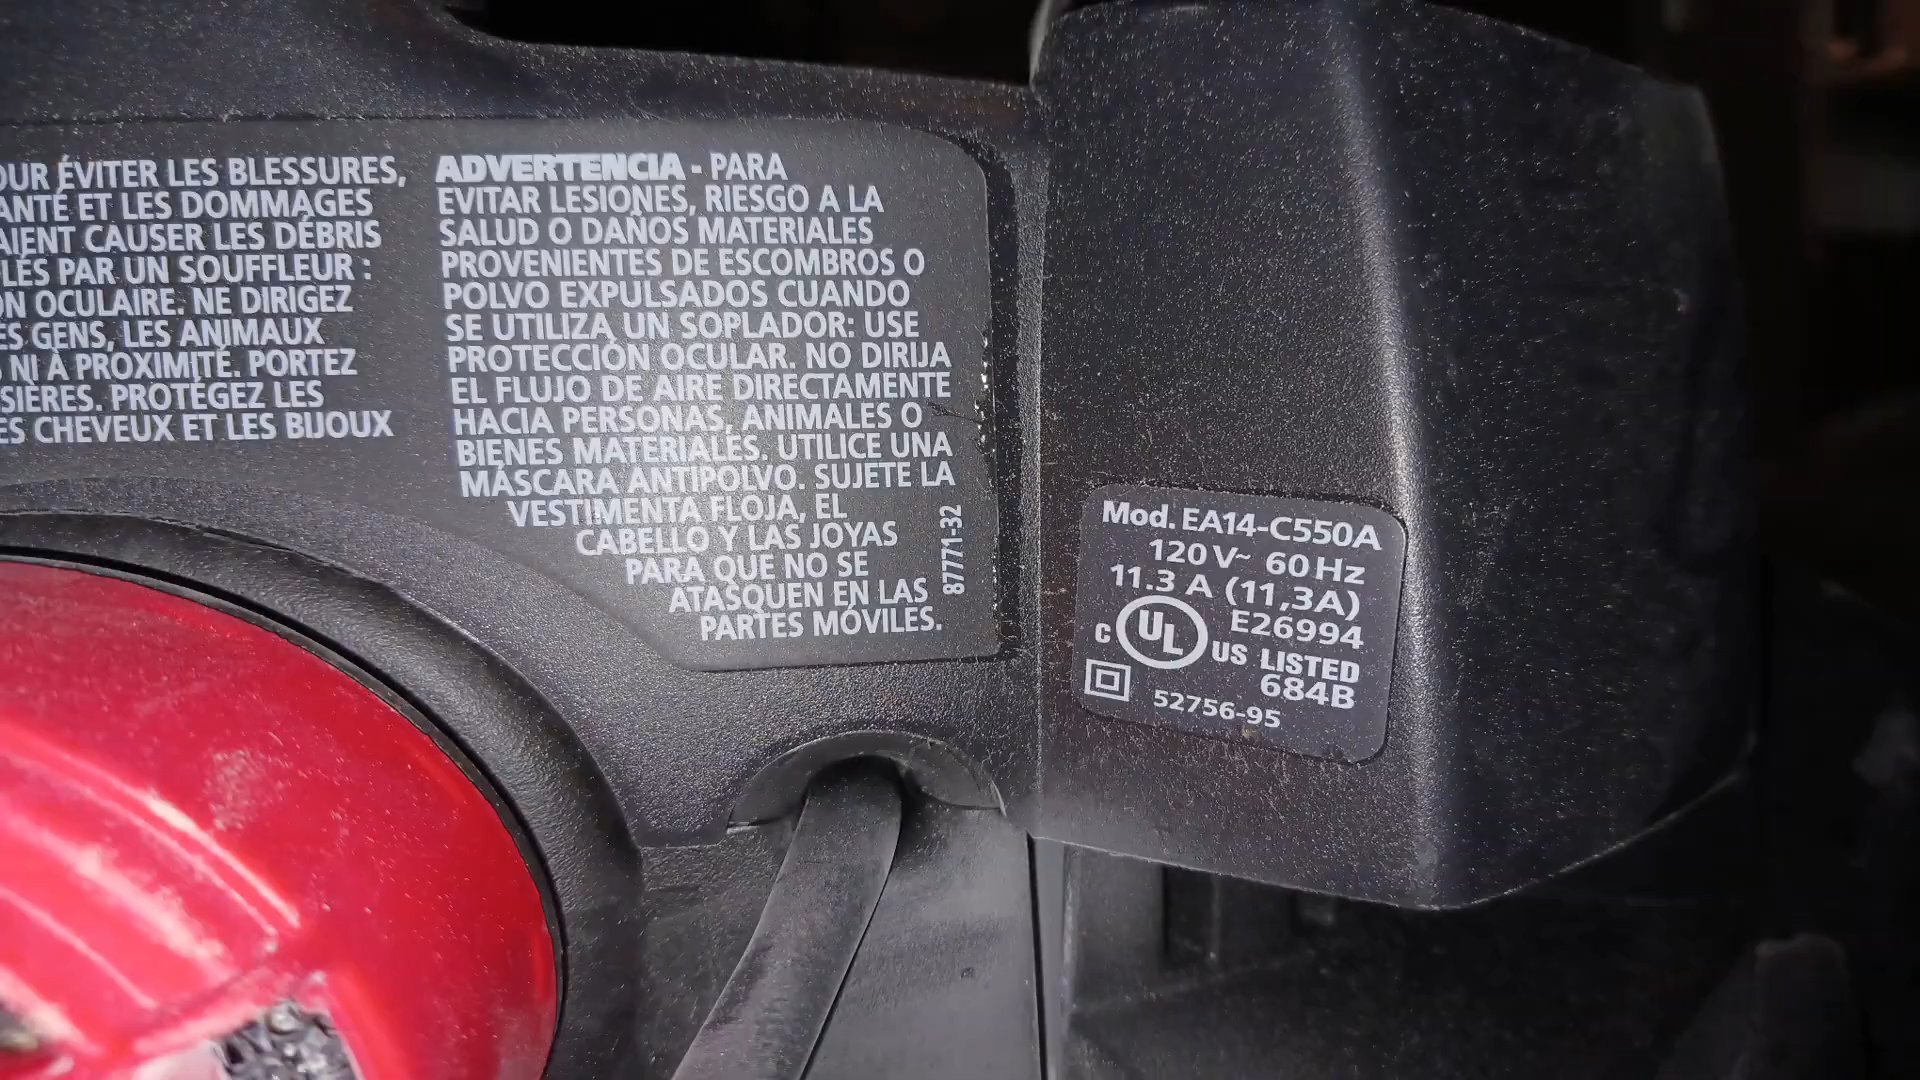 OUR ÉVITER LES BLESSURES,
ANTÉ ET LES DOMMAGES
AIENT CAUSER LES DÉBRIS
LÉS PAR UN SOUFFLEUR :
ON OCULAIRE. NE DIRIGEZ
ES GENS, LES ANIMAUX
NI À PROXIMITÉ. PORTEZ
SIÈRES. PROTÉGEZ LES
ES CHEVEUX ET LES BIJOUX
ADVERTENCIA - PARA
EVITAR LESIONES, RIESGO A LA
SALUD O DAÑOS MATERIALES
PROVENIENTES DE ESCOMBROS O
POLVO EXPULSADOS CUANDO
SE UTILIZA UN SOPLADOR: USE
PROTECCIÓN OCULAR. NO DIRIJA
EL FLUJO DE AIRE DIRECTAMENTE
HACIA PERSONAS, ANIMALES O
BIENES MATERIALES. UTILICE UNA
MÁSCARA ANTIPOLVO. SUJETE LA
VESTIMENTA FLOJA, EL
CABELLO Y LAS JOYAS
PARA QUE NO SE
ATASQUEN EN LAS
PARTES MÓVILES.
87771-32
Mod. EA14-C550A
120 V~ 60 Hz
11.3 A (11,3A)
E26994
C UL US LISTED
684B
52756-95